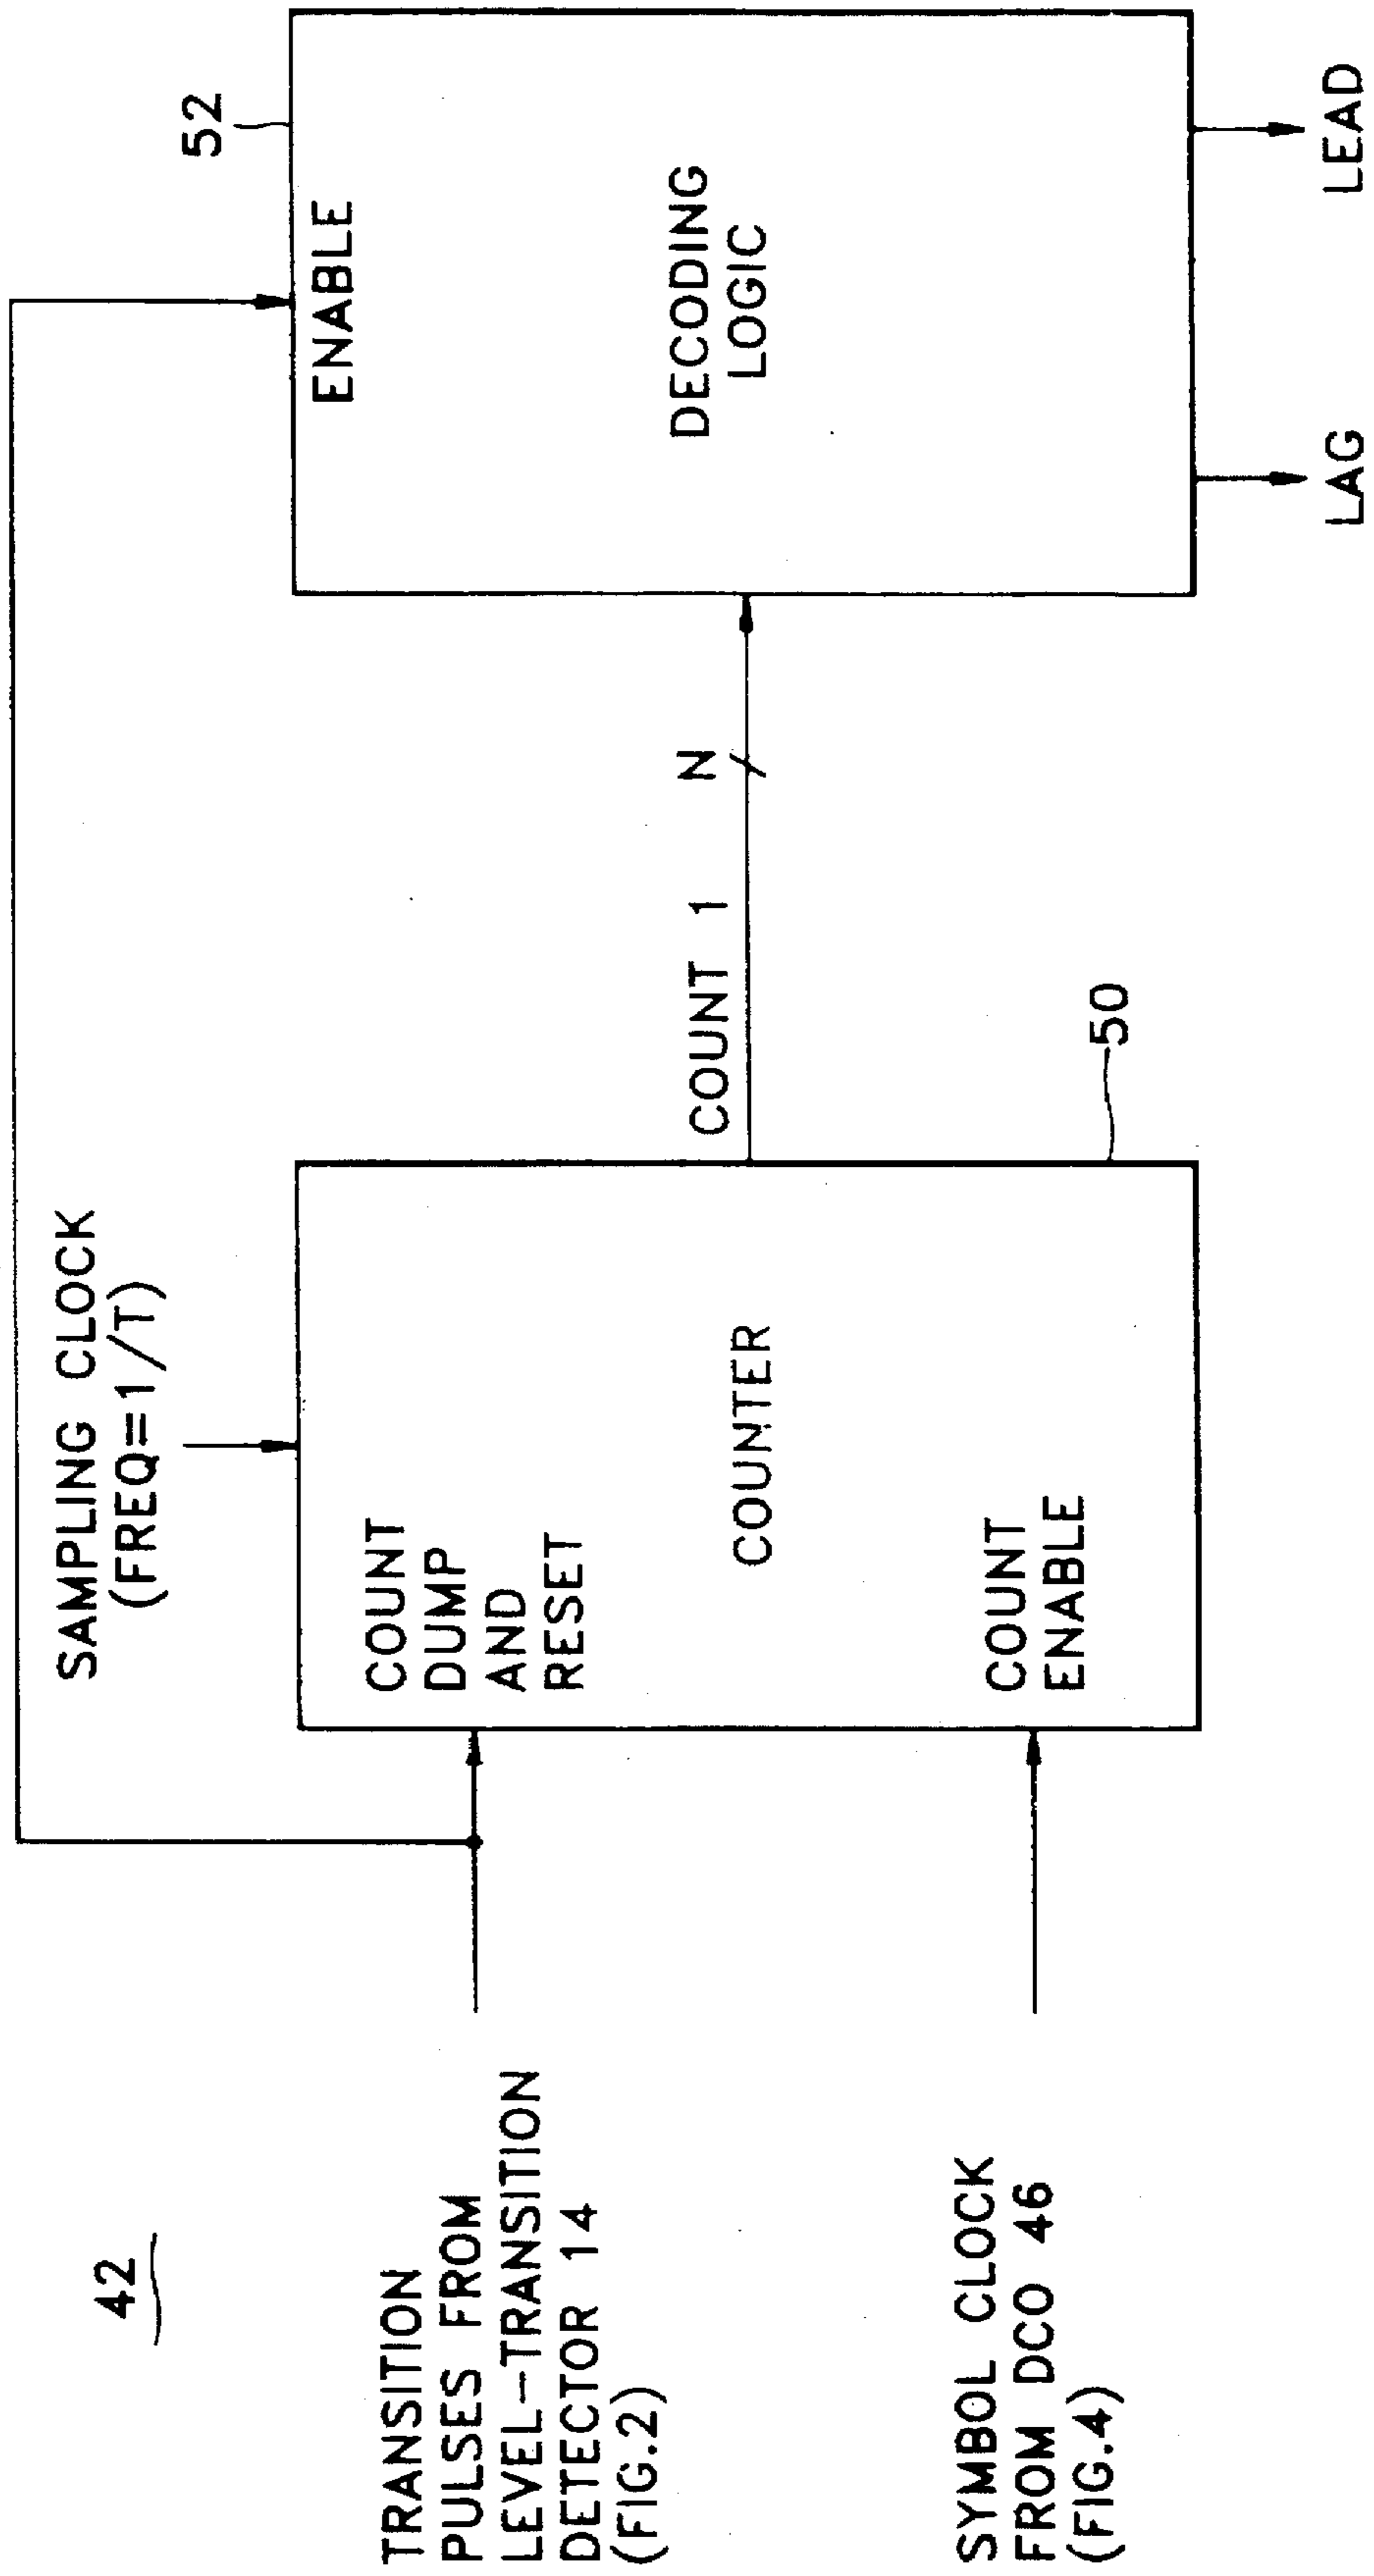 42
TRANSITION
PULSES FROM
LEVEL-TRANSITION
DETECTOR 14
(FIG.2)
SYMBOL CLOCK
FROM DCO 46
(FIG.4)
SAMPLING CLOCK
(FREQ=1/T)
COUNT
DUMP
AND
RESET
COUNTER
COUNT
ENABLE
50
COUNT 1
N
52
ENABLE
DECODING
LOGIC
LAG
LEAD